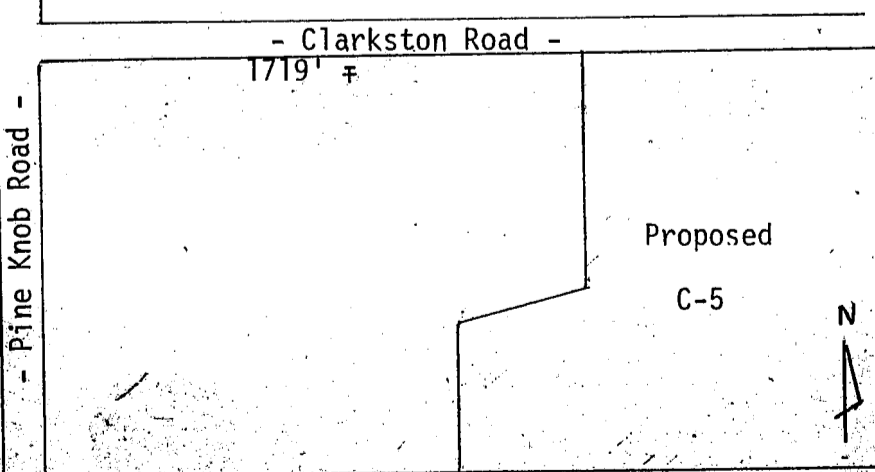 - Clarkston Road -
1719' ∓
- Pine Knob Road -
Proposed
C-5
N